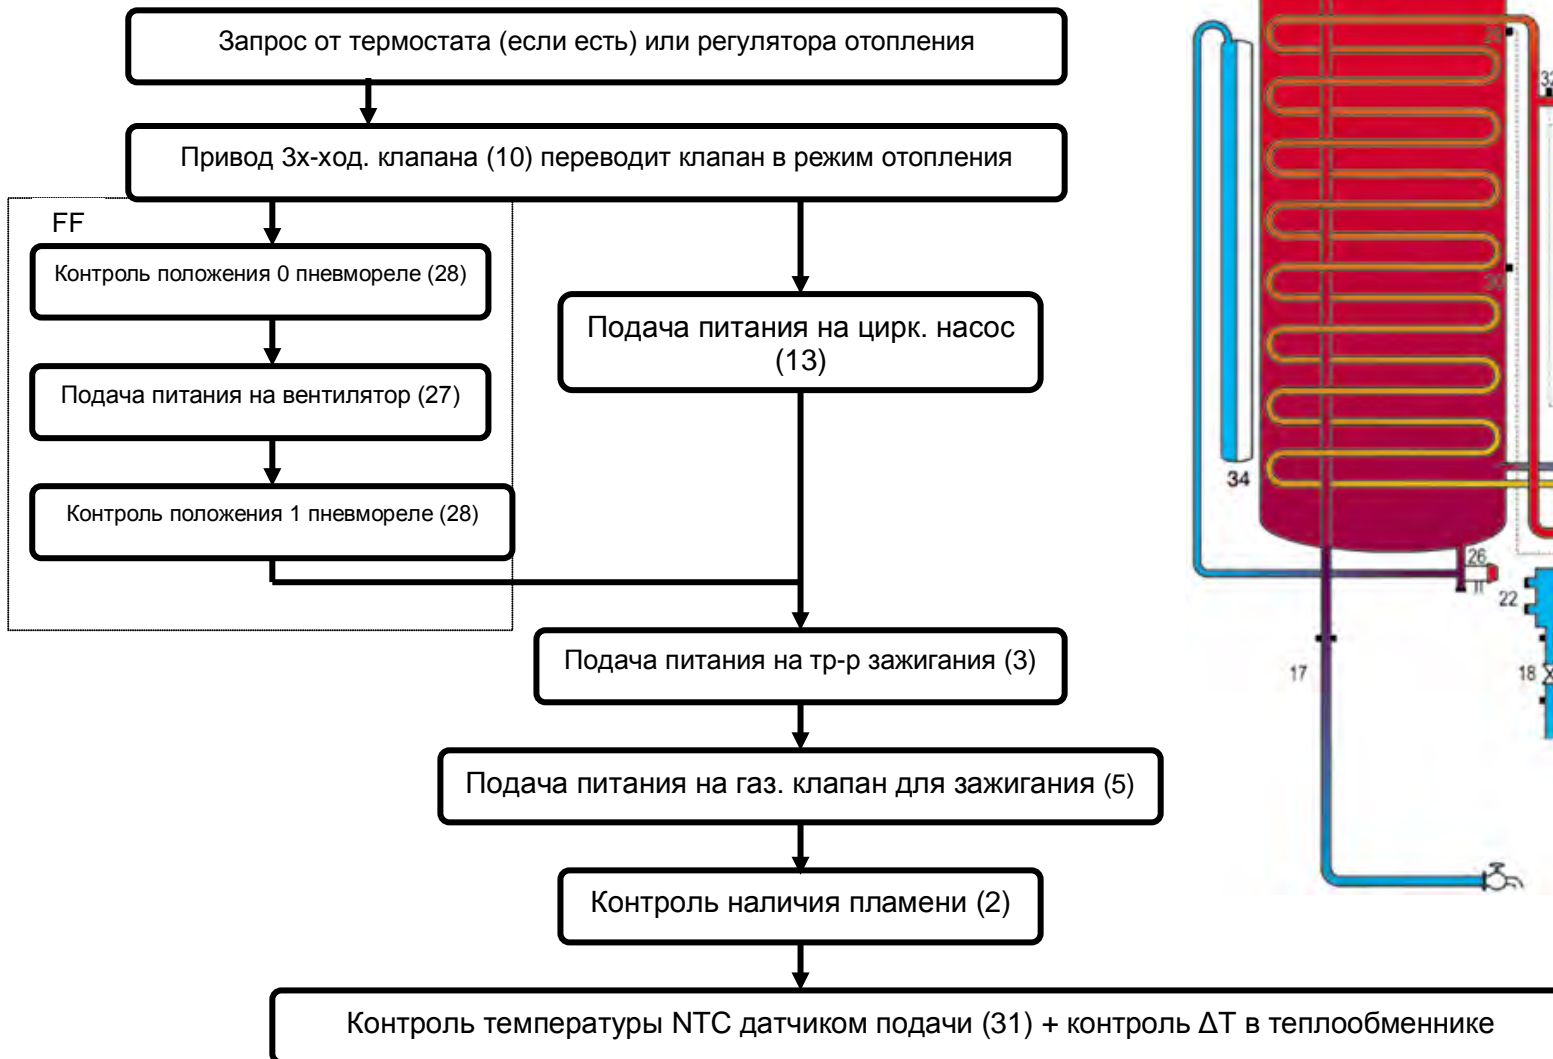 Запрос от термостата (если есть) или регулятора отопления
Привод 3х-ход. клапана (10) переводит клапан в режим отопления
FF
Контроль положения 0 пневмореле (28)
Подача питания на вентилятор (27)
Контроль положения 1 пневмореле (28)
Подача питания на цирк. насос
(13)
Подача питания на тр-р зажигания (3)
Подача питания на газ. клапан для зажигания (5)
Контроль наличия пламени (2)
Контроль температуры NTC датчиком подачи (31) + контроль ΔT в теплообменнике
30
34
26
22
17
18